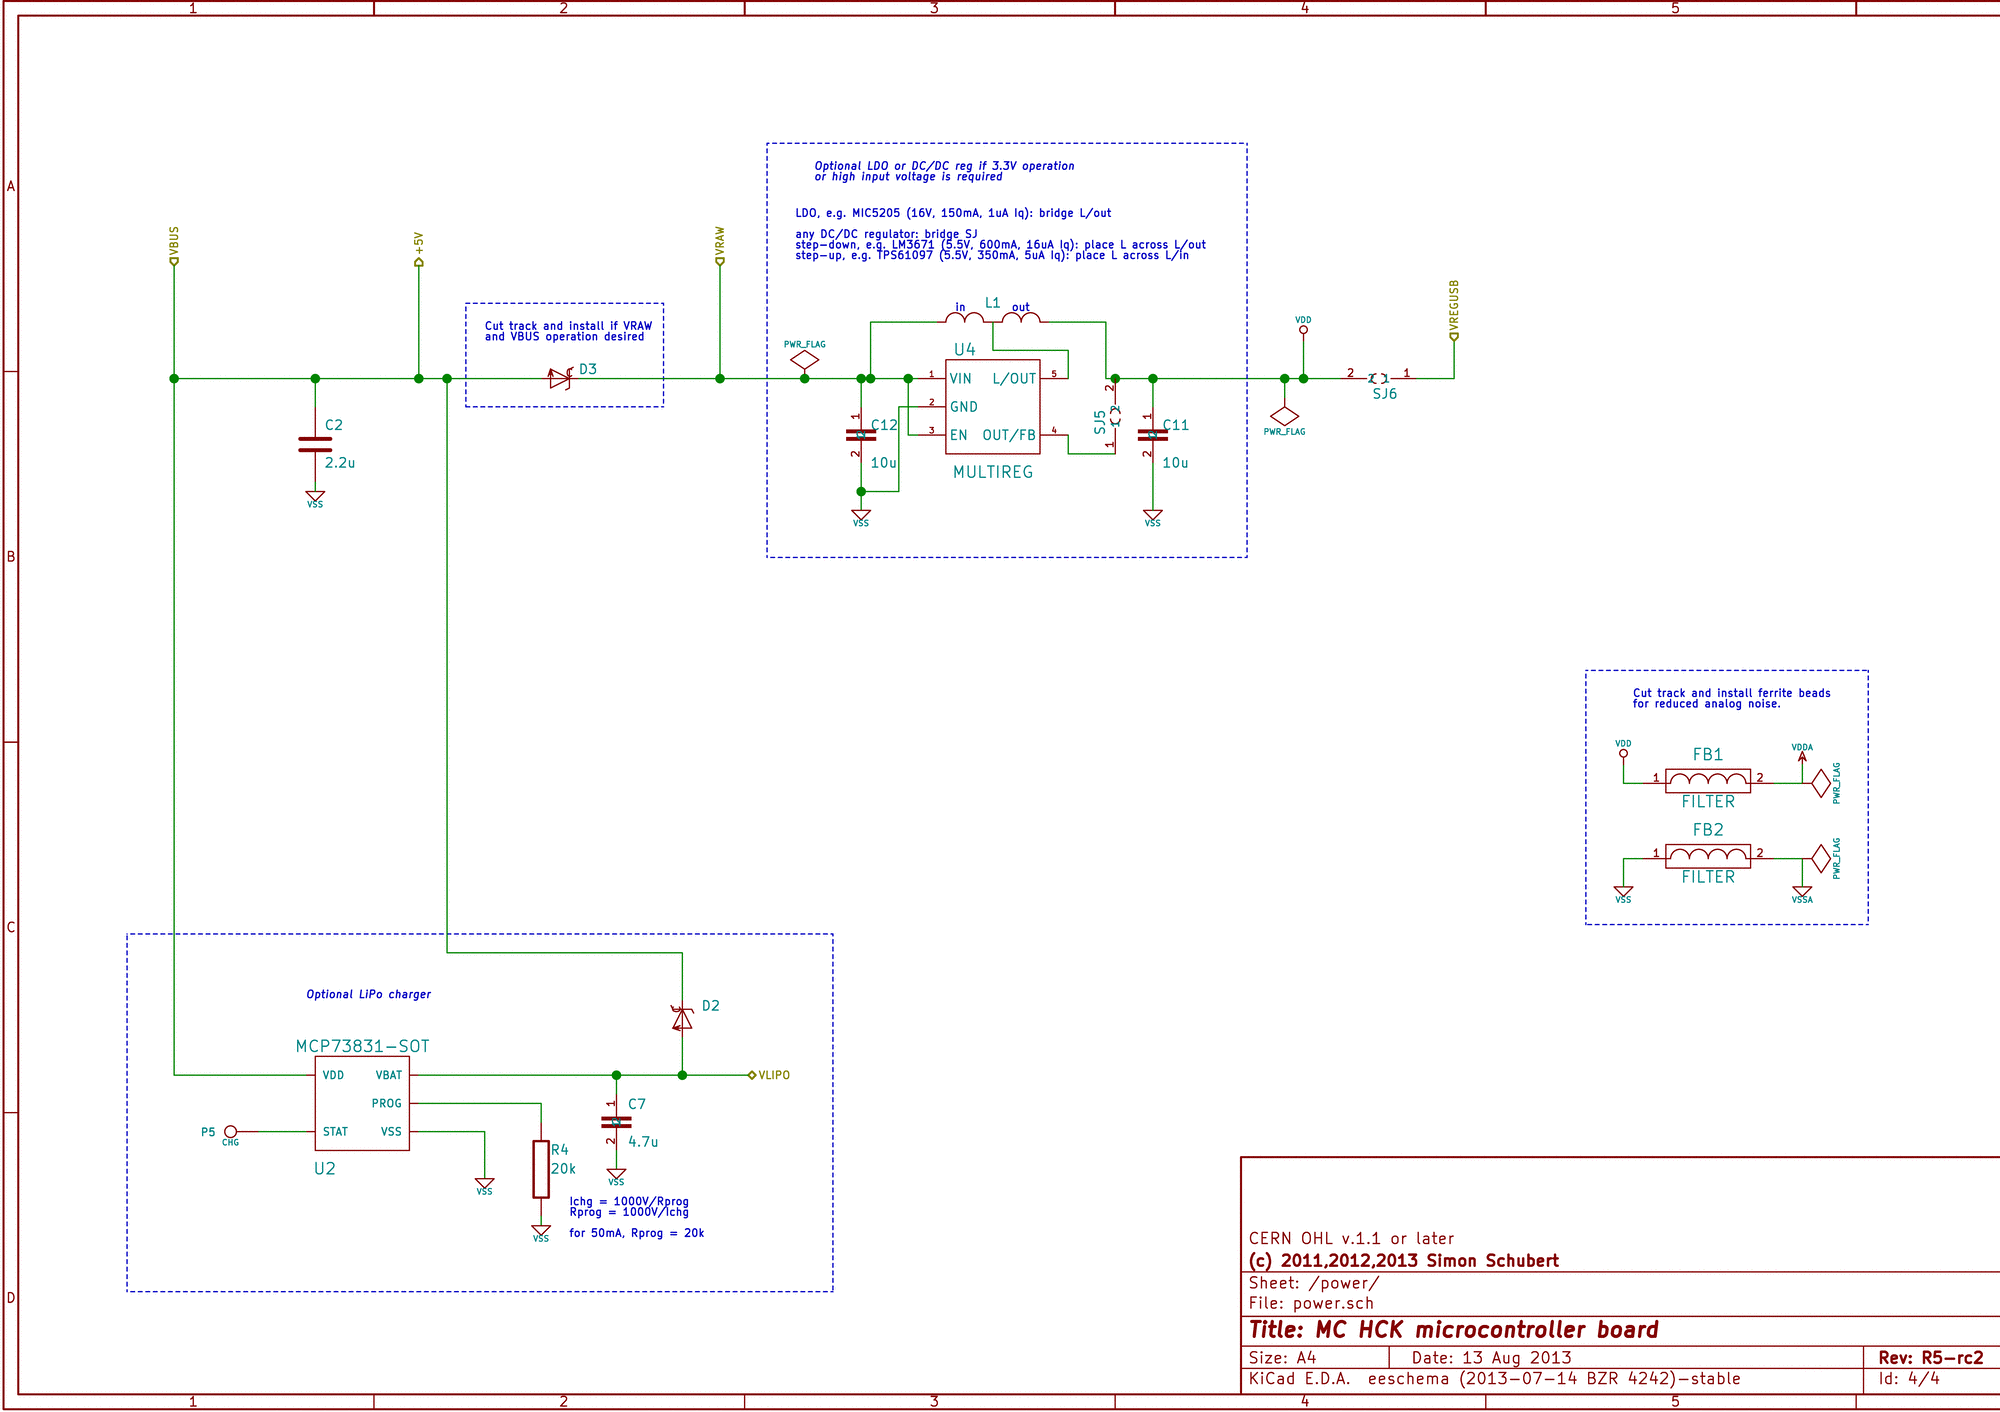 1 2 3 4 5
A
B
C
D
Optional LDO or DC/DC reg if 3.3V operation
or high input voltage is required
LDO, e.g. MIC5205 (16V, 150mA, 1uA Iq): bridge L/out
any DC/DC regulator: bridge SJ
step-down, e.g. LM3671 (5.5V, 600mA, 16uA Iq): place L across L/out
step-up, e.g. TPS61097 (5.5V, 350mA, 5uA Iq): place L across L/in
VBUS
+5V
VRAW
VREGUSB
Cut track and install if VRAW
and VBUS operation desired
D3
PWR_FLAG
in L1 out
U4
1 VIN L/OUT 5
2 GND
3 EN OUT/FB 4
MULTIREG
C2
2.2u
VSS
1 C12
2 10u
VSS
SJ5
2
1
1 C11
2 10u
VSS
VDD
PWR_FLAG
2 1
SJ6
Cut track and install ferrite beads
for reduced analog noise.
VDD
FB1
1 2
FILTER
VDDA
PWR_FLAG
FB2
1 2
FILTER
VSS
VSSA
PWR_FLAG
Optional LiPo charger
D2
MCP73831-SOT
VDD VBAT
PROG
STAT VSS
U2
P5
CHG
VLIPO
VSS
R4
20k
VSS
1 C7
2 4.7u
VSS
Ichg = 1000V/Rprog
Rprog = 1000V/Ichg
for 50mA, Rprog = 20k
CERN OHL v.1.1 or later
(c) 2011,2012,2013 Simon Schubert
Sheet: /power/
File: power.sch
Title: MC HCK microcontroller board
Size: A4 Date: 13 Aug 2013 Rev: R5-rc2
KiCad E.D.A. eeschema (2013-07-14 BZR 4242)-stable Id: 4/4
1 2 3 4 5